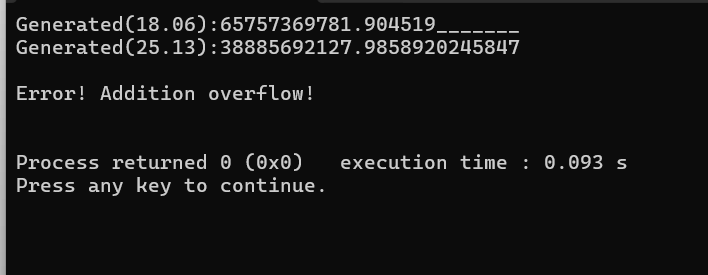 Generated(18.06):65757369781.904519_______
Generated(25.13):38885692127.9858920245847
Error! Addition overflow!
Process returned 0 (0x0)   execution time : 0.093 s
Press any key to continue.